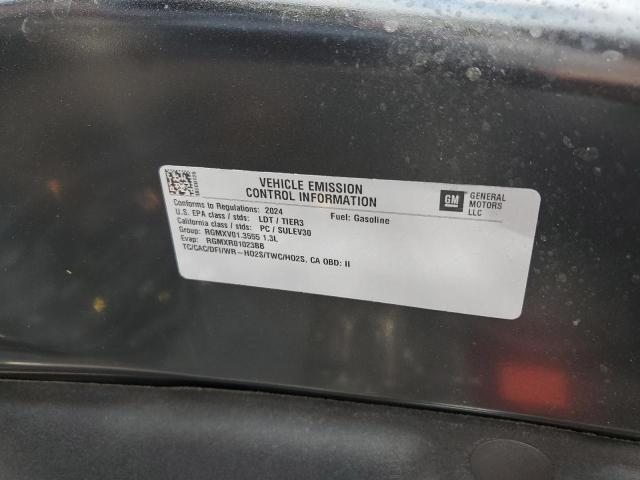 VEHICLE EMISSION
CONTROL INFORMATION
GM
GENERAL
MOTORS
LLC
Conforms to Regulations: 2024
Fuel: Gasoline
U.S. EPA class / stds: LDT / TIER3
California class / stds: PC / SULEV30
Group: RGMXV01.3555 1.3L
Evap: RGMXR01023BB
TC/CAC/DFI/WR-HO2S/TWC/HO2S, CA OBD: II